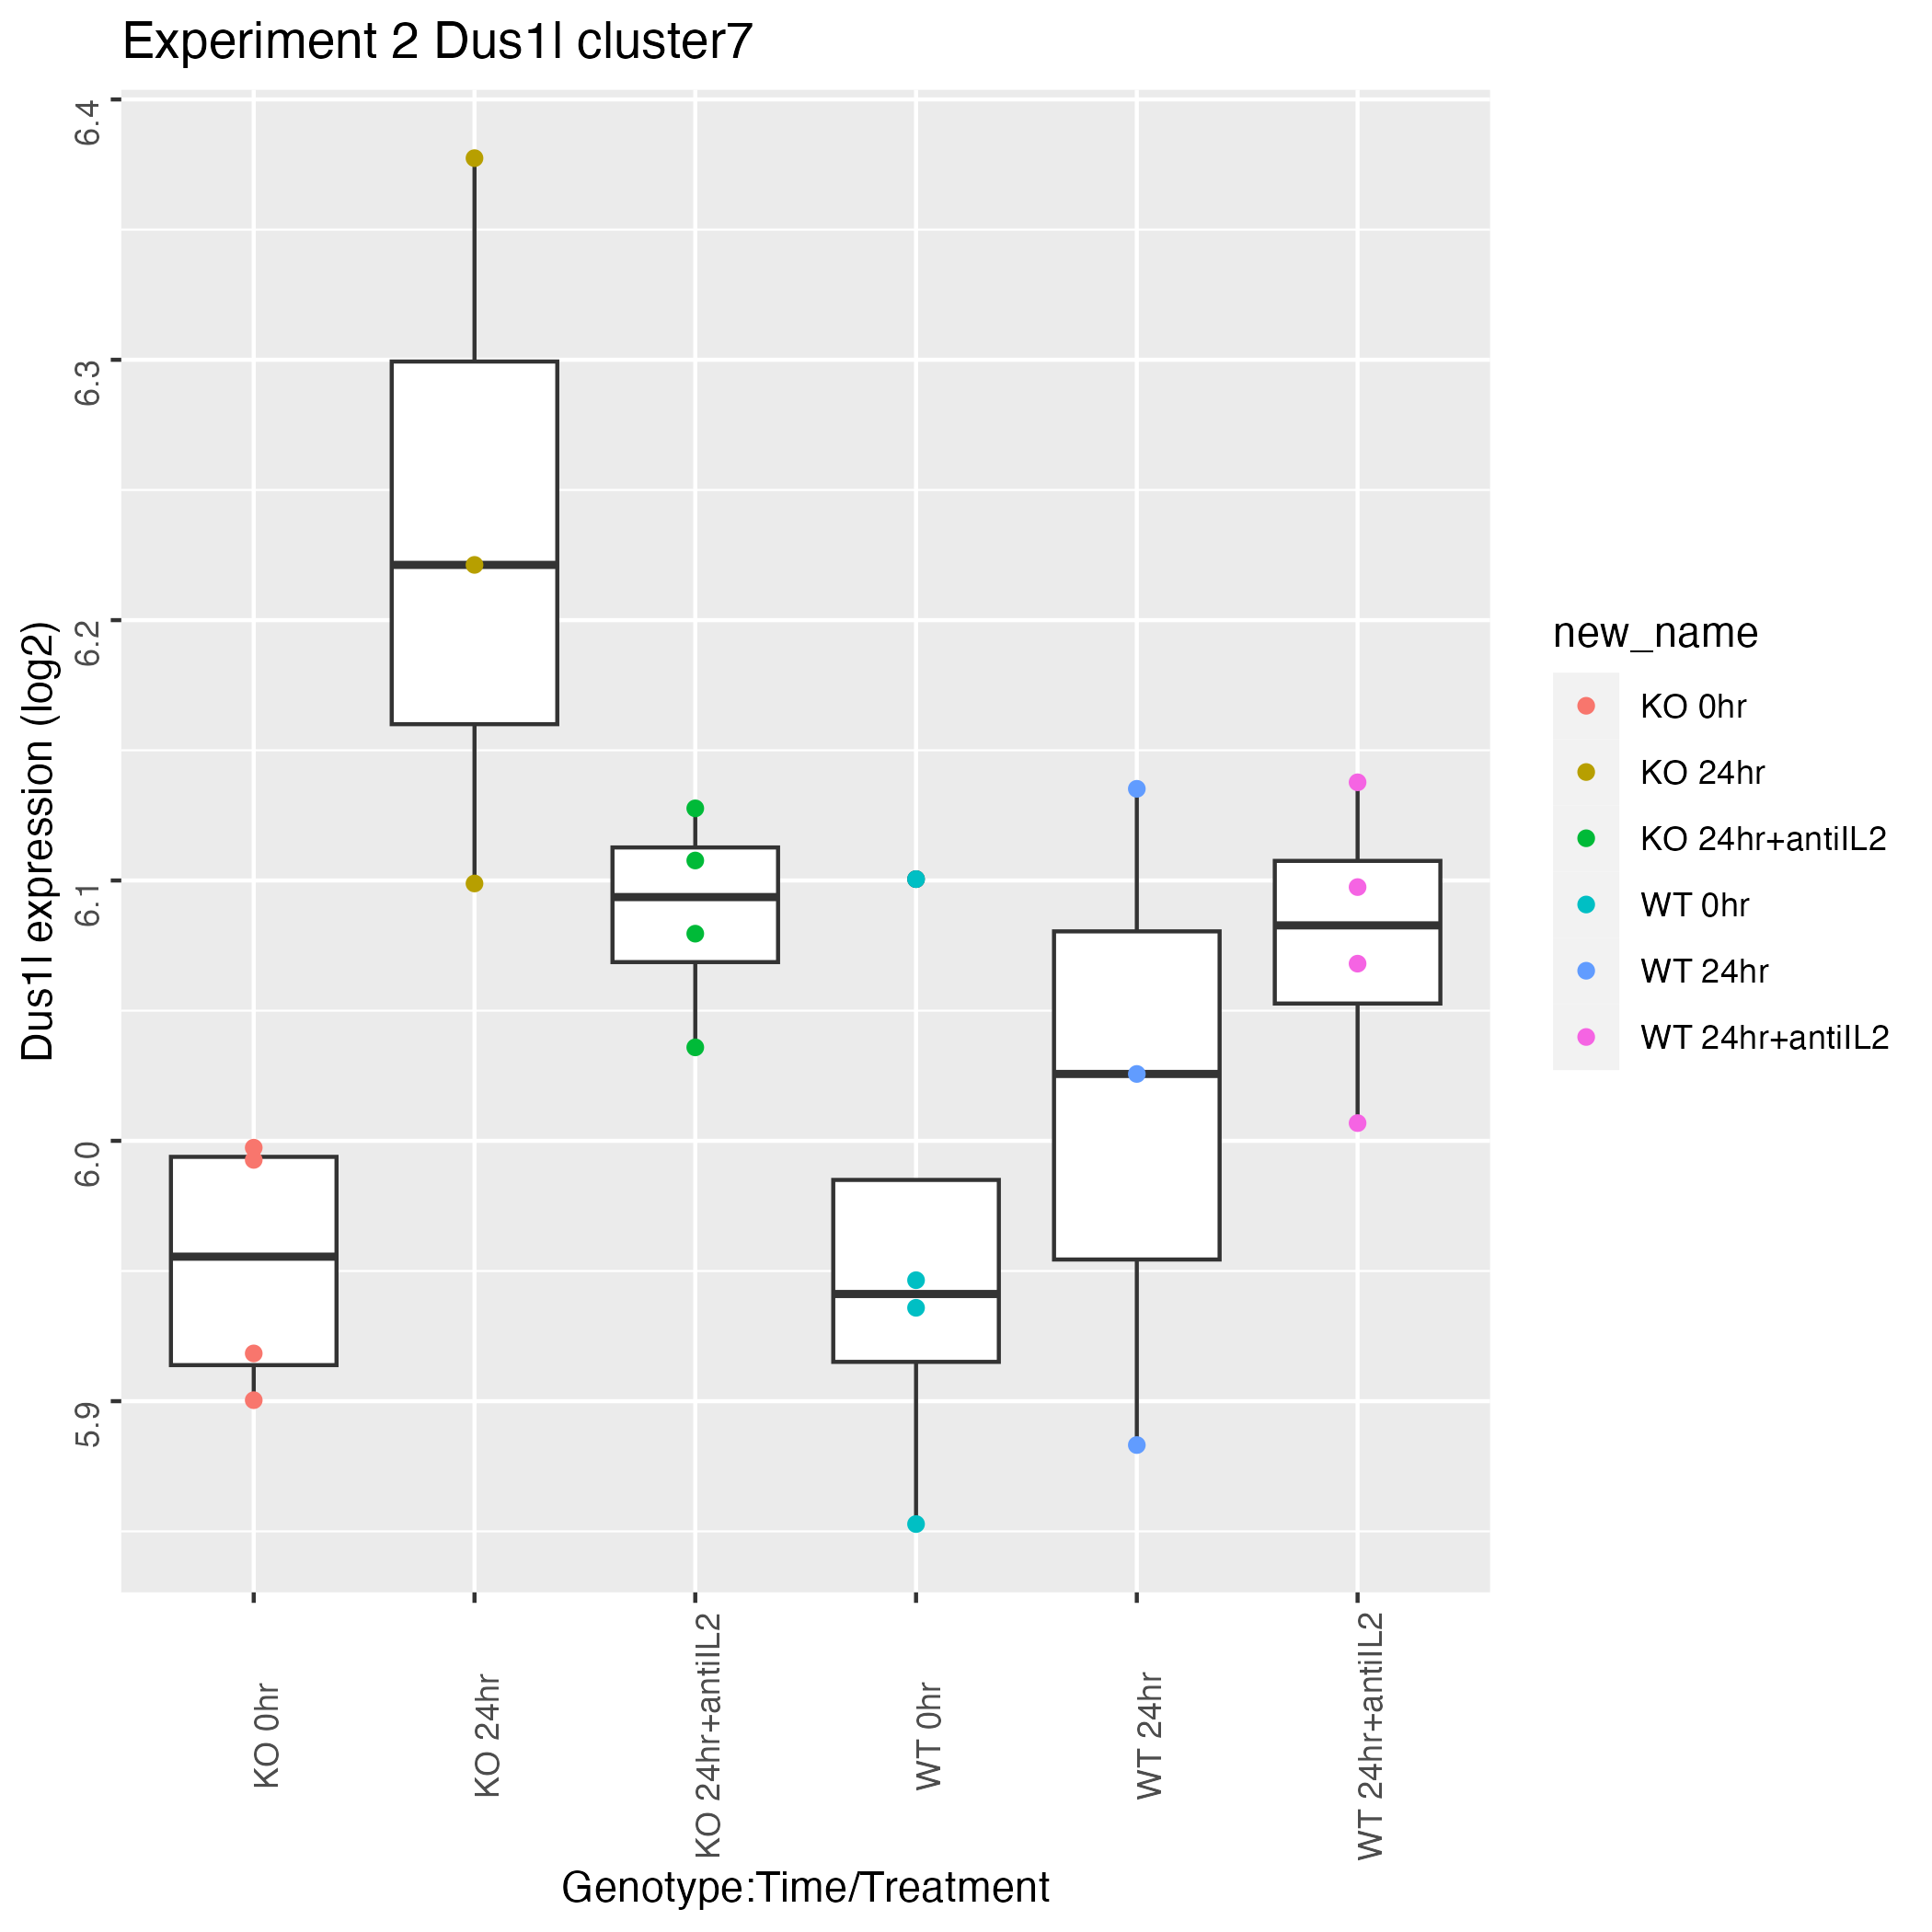 Experiment 2 Dus1l cluster7
Dus1l expression (log2)
6.4
6.3
6.2
6.1
6.0
5.9
KO 0hr
KO 24hr
KO 24hr+antiIL2
WT 0hr
WT 24hr
WT 24hr+antiIL2
Genotype:Time/Treatment
new_name
KO 0hr
KO 24hr
KO 24hr+antiIL2
WT 0hr
WT 24hr
WT 24hr+antiIL2